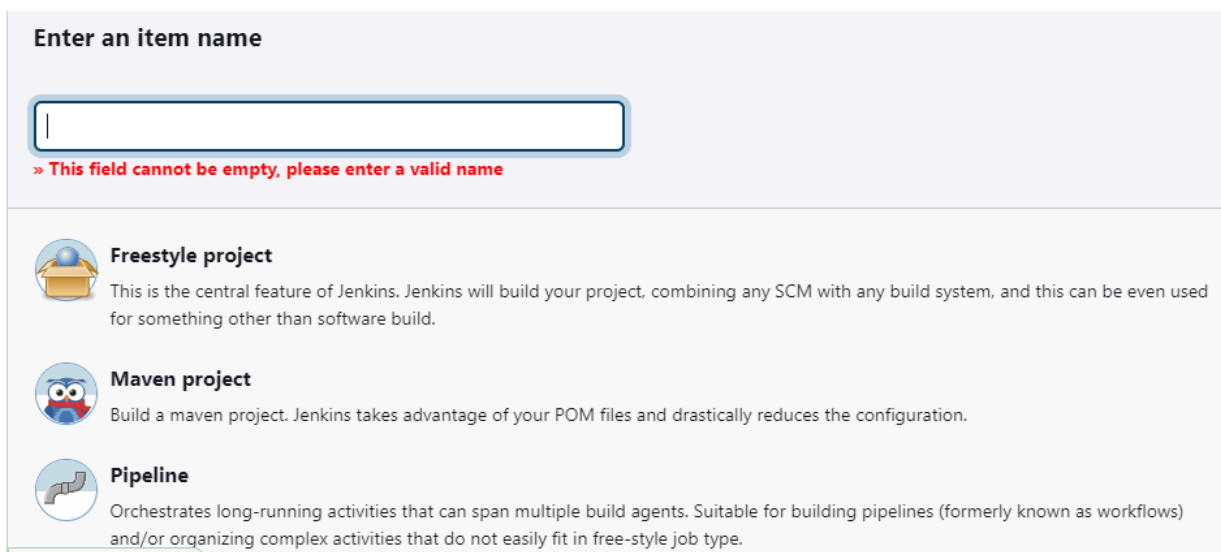 Enter an item name
» This field cannot be empty, please enter a valid name
Freestyle project
This is the central feature of Jenkins. Jenkins will build your project, combining any SCM with any build system, and this can be even used
for something other than software build.
Maven project
Build a maven project. Jenkins takes advantage of your POM files and drastically reduces the configuration.
Pipeline
Orchestrates long-running activities that can span multiple build agents. Suitable for building pipelines (formerly known as workflows)
and/or organizing complex activities that do not easily fit in free-style job type.